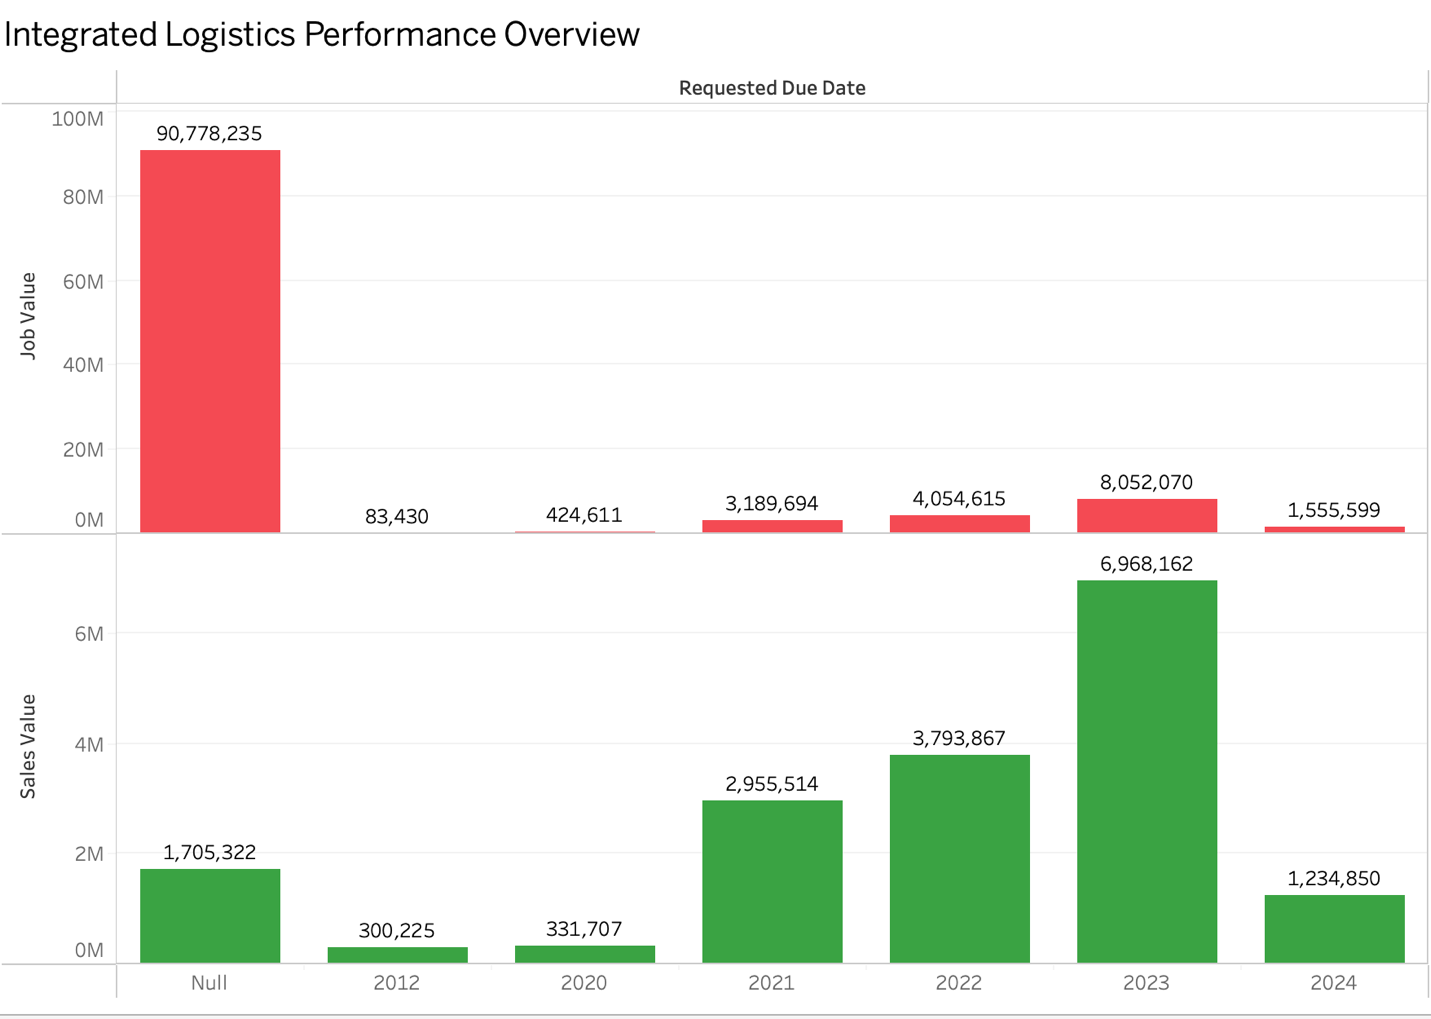 Integrated Logistics Performance Overview
Requested Due Date
Job Value
100M
80M
60M
40M
20M
0M
90,778,235
83,430
424,611
3,189,694
4,054,615
8,052,070
1,555,599
Sales Value
6M
4M
2M
0M
1,705,322
300,225
331,707
2,955,514
3,793,867
6,968,162
1,234,850
Null 2012 2020 2021 2022 2023 2024